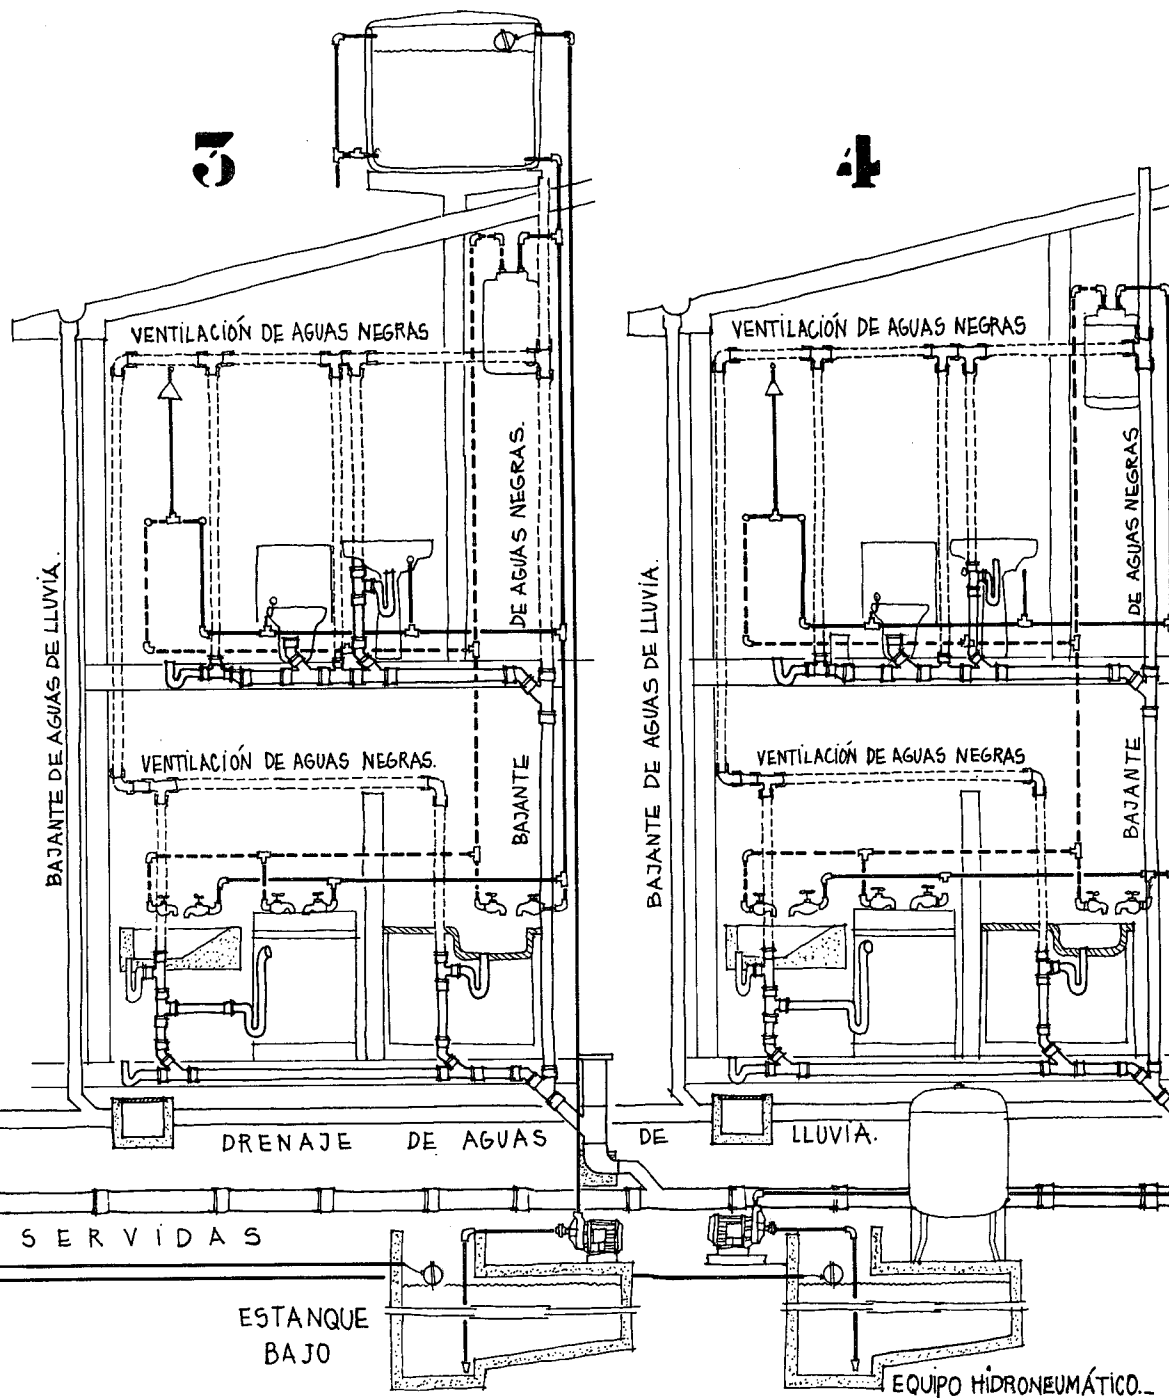 3
4
VENTILACIÓN DE AGUAS NEGRAS
VENTILACIÓN DE AGUAS NEGRAS
BAJANTE DE AGUAS DE LLUVIA.
BAJANTE DE AGUAS NEGRAS.
BAJANTE DE AGUAS DE LLUVIA.
BAJANTE DE AGUAS NEGRAS
VENTILACIÓN DE AGUAS NEGRAS.
VENTILACIÓN DE AGUAS NEGRAS
DRENAJE DE AGUAS DE LLUVIA.
SERVIDAS
ESTANQUE
BAJO
EQUIPO HIDRONEUMÁTICO._